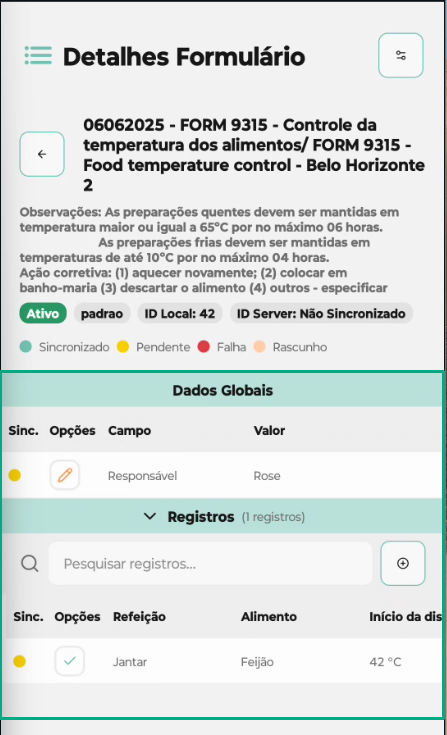 Detalhes Formulário
06062025 - FORM 9315 - Controle da
temperatura dos alimentos/ FORM 9315 -
Food temperature control - Belo Horizonte
2
Observações: As preparações quentes devem ser mantidas em
temperatura maior ou igual a 65ºC por no máximo 06 horas.
As preparações frias devem ser mantidas em
temperaturas de até 10ºC por no máximo 04 horas.
Ação corretiva: (1) aquecer novamente; (2) colocar em
banho-maria (3) descartar o alimento (4) outros - especificar
Ativo padrao ID Local: 42 ID Server: Não Sincronizado
Sincronizado Pendente Falha Rascunho
Dados Globais
Sinc. Opções Campo Valor
Responsável Rose
Registros (1 registros)
Pesquisar registros...
Sinc. Opções Refeição Alimento Início da dis
Jantar Feijão 42 °C